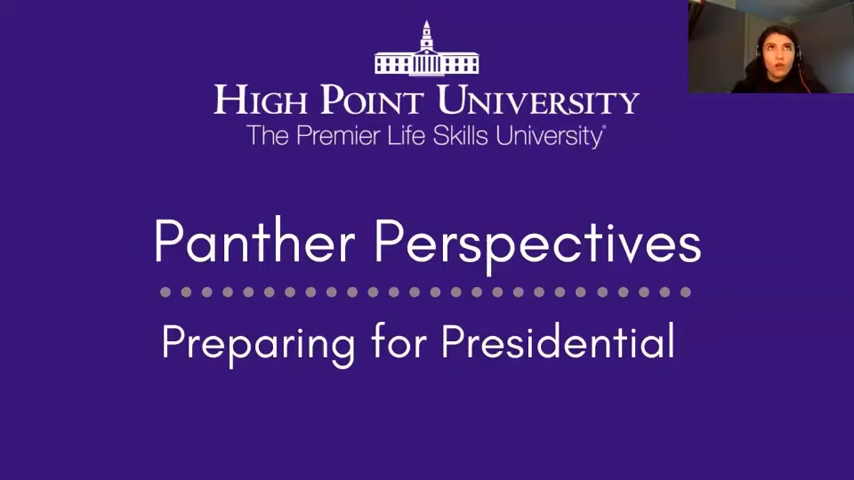 HIGH POINT UNIVERSITY
The Premier Life Skills University®
Panther Perspectives
Preparing for Presidential